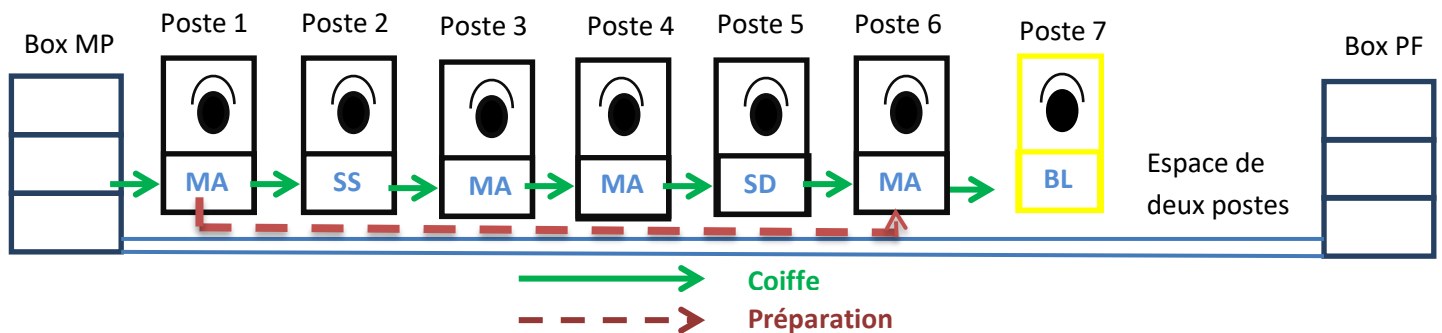 Box MP
Poste 1
Poste 2
Poste 3
Poste 4
Poste 5
Poste 6
Poste 7
Box PF
MA
SS
MA
MA
SD
MA
BL
Espace de
deux postes
Coiffe
Préparation